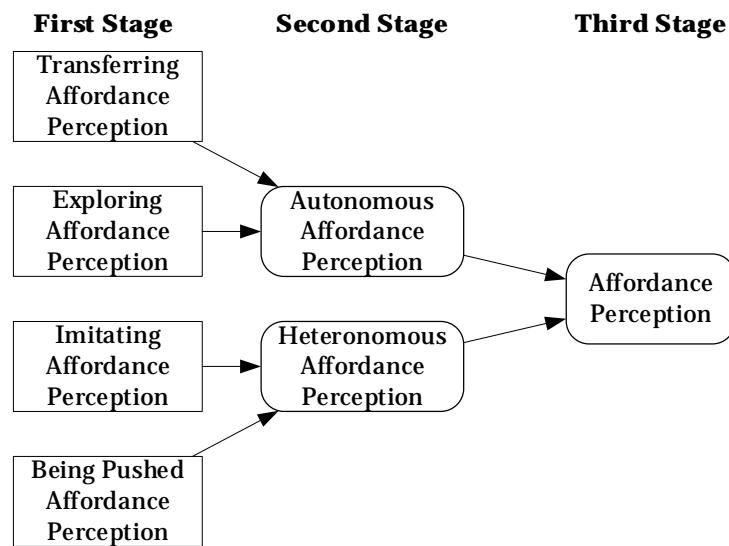 First Stage
Second Stage
Third Stage
Transferring
Affordance
Perception
Exploring
Affordance
Perception
Autonomous
Affordance
Perception
Affordance
Perception
Imitating
Affordance
Perception
Heteronomous
Affordance
Perception
Being Pushed
Affordance
Perception